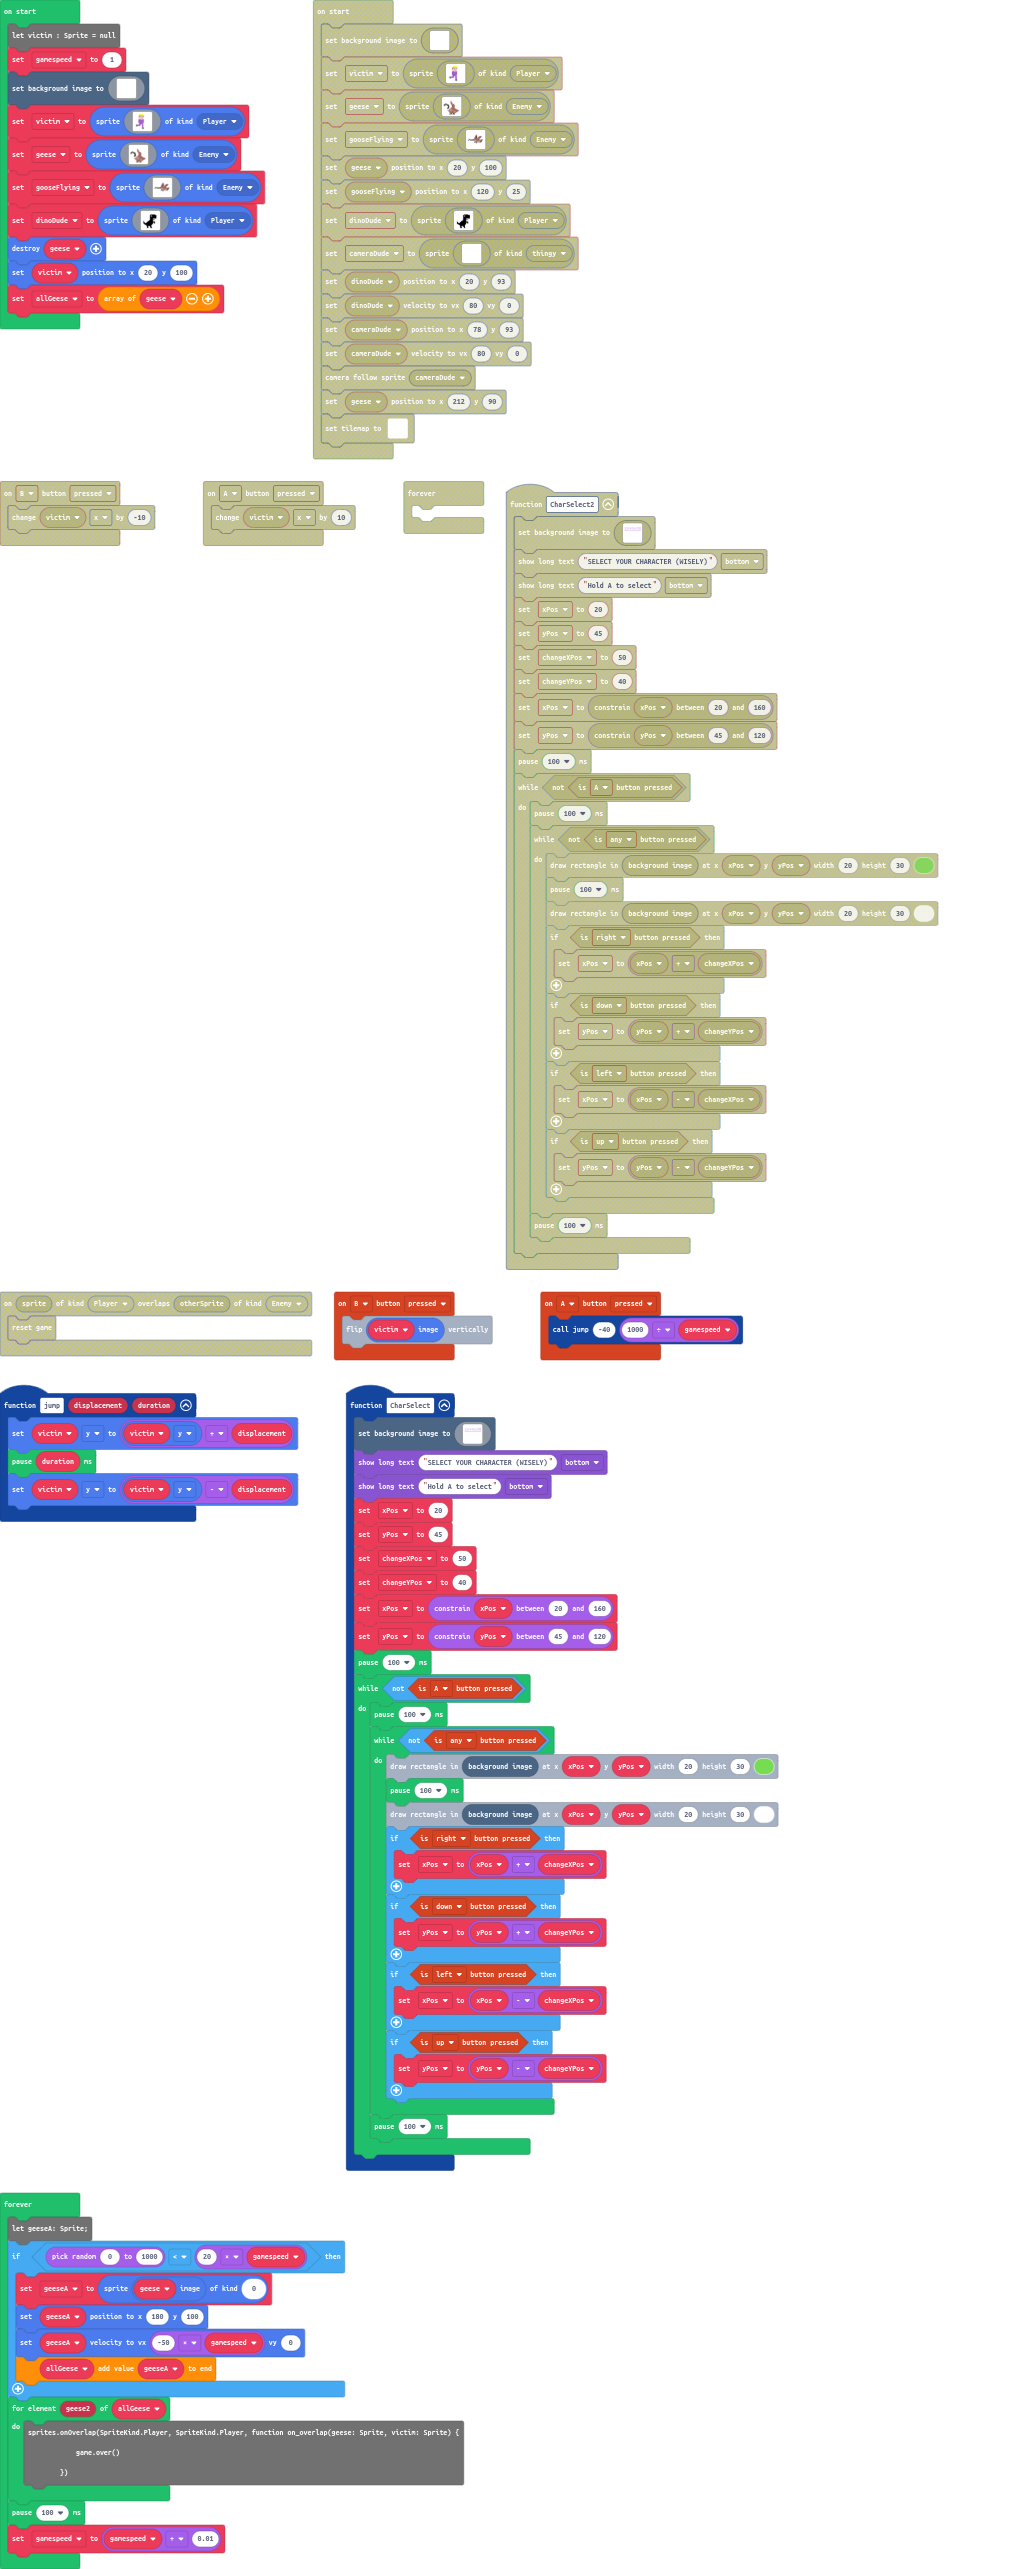 on start
let victim : Sprite = null
set gamespeed to 1
set background image to
set victim to sprite of kind Player
set geese to sprite of kind Enemy
set gooseFlying to sprite of kind Enemy
set dinoDude to sprite of kind Player
destroy geese
set victim position to x 20 y 100
set allGeese to array of geese
on start
set background image to
set victim to sprite of kind Player
set geese to sprite of kind Enemy
set gooseFlying to sprite of kind Enemy
set geese position to x 20 y 100
set gooseFlying position to x 120 y 25
set dinoDude to sprite of kind Player
set cameraDude to sprite of kind thingy
set dinoDude position to x 20 y 93
set dinoDude velocity to vx 80 vy 0
set cameraDude position to x 78 y 93
set cameraDude velocity to vx 80 vy 0
camera follow sprite cameraDude
set geese position to x 212 y 90
set tilemap to
on B button pressed
change victim x by -10
on A button pressed
change victim x by 10
forever
function CharSelect2
set background image to
show long text "SELECT YOUR CHARACTER (WISELY)" bottom
show long text "Hold A to select" bottom
set xPos to 20
set yPos to 45
set changeXPos to 50
set changeYPos to 40
set xPos to constrain xPos between 20 and 160
set yPos to constrain yPos between 45 and 120
pause 100 ms
while not is A button pressed
do
pause 100 ms
while not is any button pressed
do
draw rectangle in background image at x xPos y yPos width 20 height 30
pause 100 ms
draw rectangle in background image at x xPos y yPos width 20 height 30
if is right button pressed then
set xPos to xPos + changeXPos
if is down button pressed then
set yPos to yPos + changeYPos
if is left button pressed then
set xPos to xPos - changeXPos
if is up button pressed then
set yPos to yPos - changeYPos
pause 100 ms
on sprite of kind Player overlaps otherSprite of kind Enemy
reset game
on B button pressed
flip victim image vertically
on A button pressed
call jump -40 1000 ÷ gamespeed
function jump displacement duration
set victim y to victim y + displacement
pause duration ms
set victim y to victim y - displacement
function CharSelect
set background image to
show long text "SELECT YOUR CHARACTER (WISELY)" bottom
show long text "Hold A to select" bottom
set xPos to 20
set yPos to 45
set changeXPos to 50
set changeYPos to 40
set xPos to constrain xPos between 20 and 160
set yPos to constrain yPos between 45 and 120
pause 100 ms
while not is A button pressed
do
pause 100 ms
while not is any button pressed
do
draw rectangle in background image at x xPos y yPos width 20 height 30
pause 100 ms
draw rectangle in background image at x xPos y yPos width 20 height 30
if is right button pressed then
set xPos to xPos + changeXPos
if is down button pressed then
set yPos to yPos + changeYPos
if is left button pressed then
set xPos to xPos - changeXPos
if is up button pressed then
set yPos to yPos - changeYPos
pause 100 ms
forever
let geeseA: Sprite;
if pick random 0 to 1000 < 20 × gamespeed then
set geeseA to sprite geese image of kind 0
set geeseA position to x 180 y 100
set geeseA velocity to vx -50 × gamespeed vy 0
allGeese add value geeseA to end
for element geese2 of allGeese
do
sprites.onOverlap(SpriteKind.Player, SpriteKind.Player, function on_overlap(geese: Sprite, victim: Sprite) {
game.over()
})
pause 100 ms
set gamespeed to gamespeed + 0.01